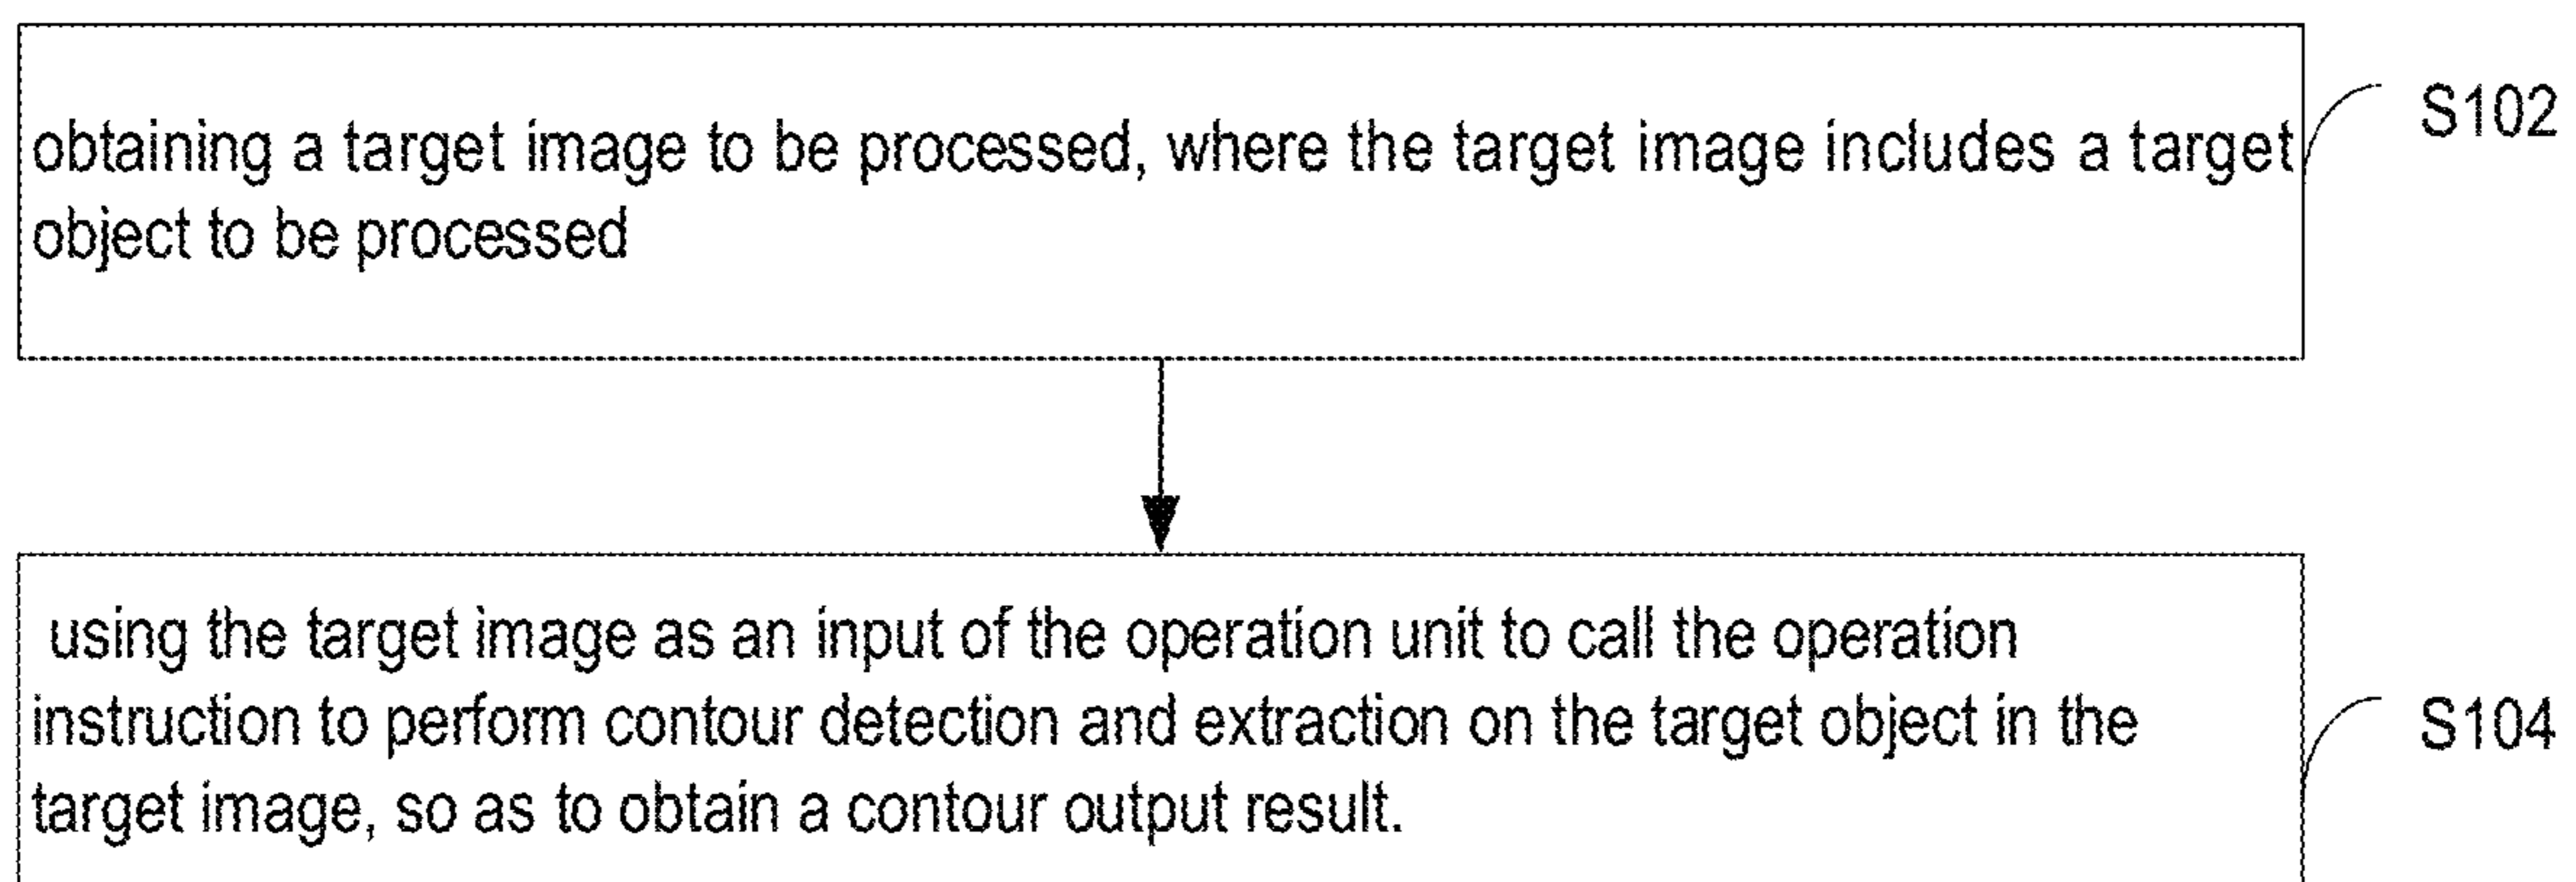 obtaining a target image to be processed, where the target image includes a target
S102
object to be processed
using the target image as an input of the operation unit to call the operation
instruction to perform contour detection and extraction on the target object in the
S104
target image, so as to obtain a contour output result.